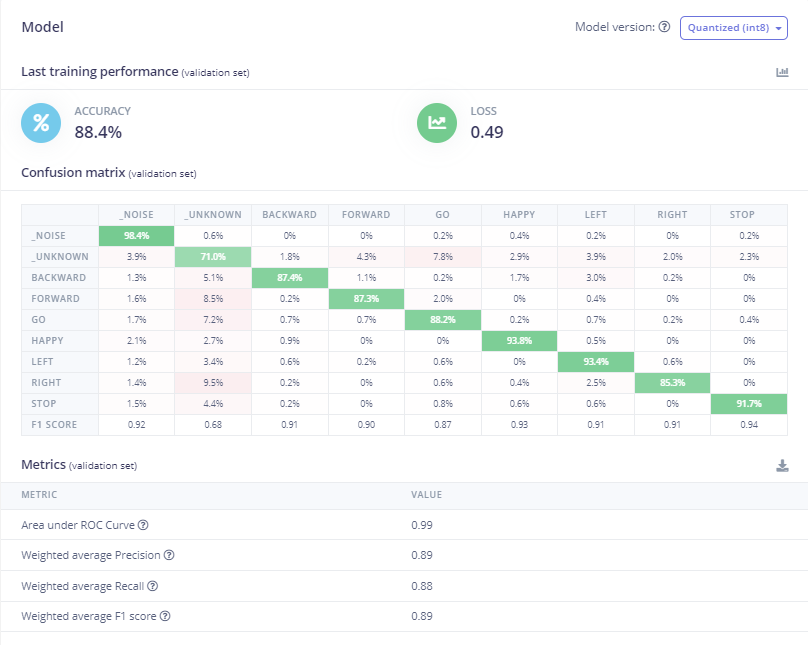 Model
Model version: Quantized (int8)
Last training performance (validation set)
ACCURACY
88.4%
LOSS
0.49
Confusion matrix (validation set)
_NOISE _UNKNOWN BACKWARD FORWARD GO HAPPY LEFT RIGHT STOP
_NOISE 98.4% 0.6% 0% 0% 0.2% 0.4% 0.2% 0% 0.2%
_UNKNOWN 3.9% 71.0% 1.8% 4.3% 7.8% 2.9% 3.9% 2.0% 2.3%
BACKWARD 1.3% 5.1% 87.4% 1.1% 0.2% 1.7% 3.0% 0.2% 0%
FORWARD 1.6% 8.5% 0.2% 87.3% 2.0% 0% 0.4% 0% 0%
GO 1.7% 7.2% 0.7% 0.7% 88.2% 0.2% 0.7% 0.2% 0.4%
HAPPY 2.1% 2.7% 0.9% 0% 0% 93.8% 0.5% 0% 0%
LEFT 1.2% 3.4% 0.6% 0.2% 0.6% 0% 93.4% 0.6% 0%
RIGHT 1.4% 9.5% 0.2% 0% 0.6% 0.4% 2.5% 85.3% 0%
STOP 1.5% 4.4% 0.2% 0% 0.8% 0.6% 0.6% 0% 91.7%
F1 SCORE 0.92 0.68 0.91 0.90 0.87 0.93 0.91 0.91 0.94
Metrics (validation set)
METRIC VALUE
Area under ROC Curve 0.99
Weighted average Precision 0.89
Weighted average Recall 0.88
Weighted average F1 score 0.89